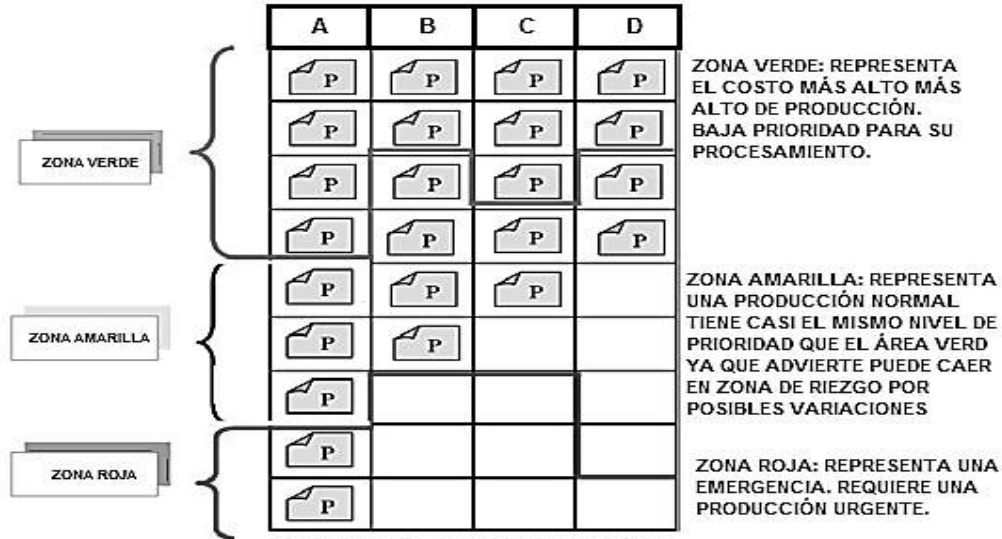 A B C D
P P P P
P P P P
P P P P
P P P P
P P P
P P
P
P
P
ZONA VERDE
ZONA AMARILLA
ZONA ROJA
ZONA VERDE: REPRESENTA
EL COSTO MÁS ALTO MÁS
ALTO DE PRODUCCIÓN.
BAJA PRIORIDAD PARA SU
PROCESAMIENTO.
ZONA AMARILLA: REPRESENTA
UNA PRODUCCIÓN NORMAL
TIENE CASI EL MISMO NIVEL DE
PRIORIDAD QUE EL ÁREA VERD
YA QUE ADVIERTE PUEDE CAER
EN ZONA DE RIEZGO POR
POSIBLES VARIACIONES
ZONA ROJA: REPRESENTA UNA
EMERGENCIA. REQUIERE UNA
PRODUCCIÓN URGENTE.